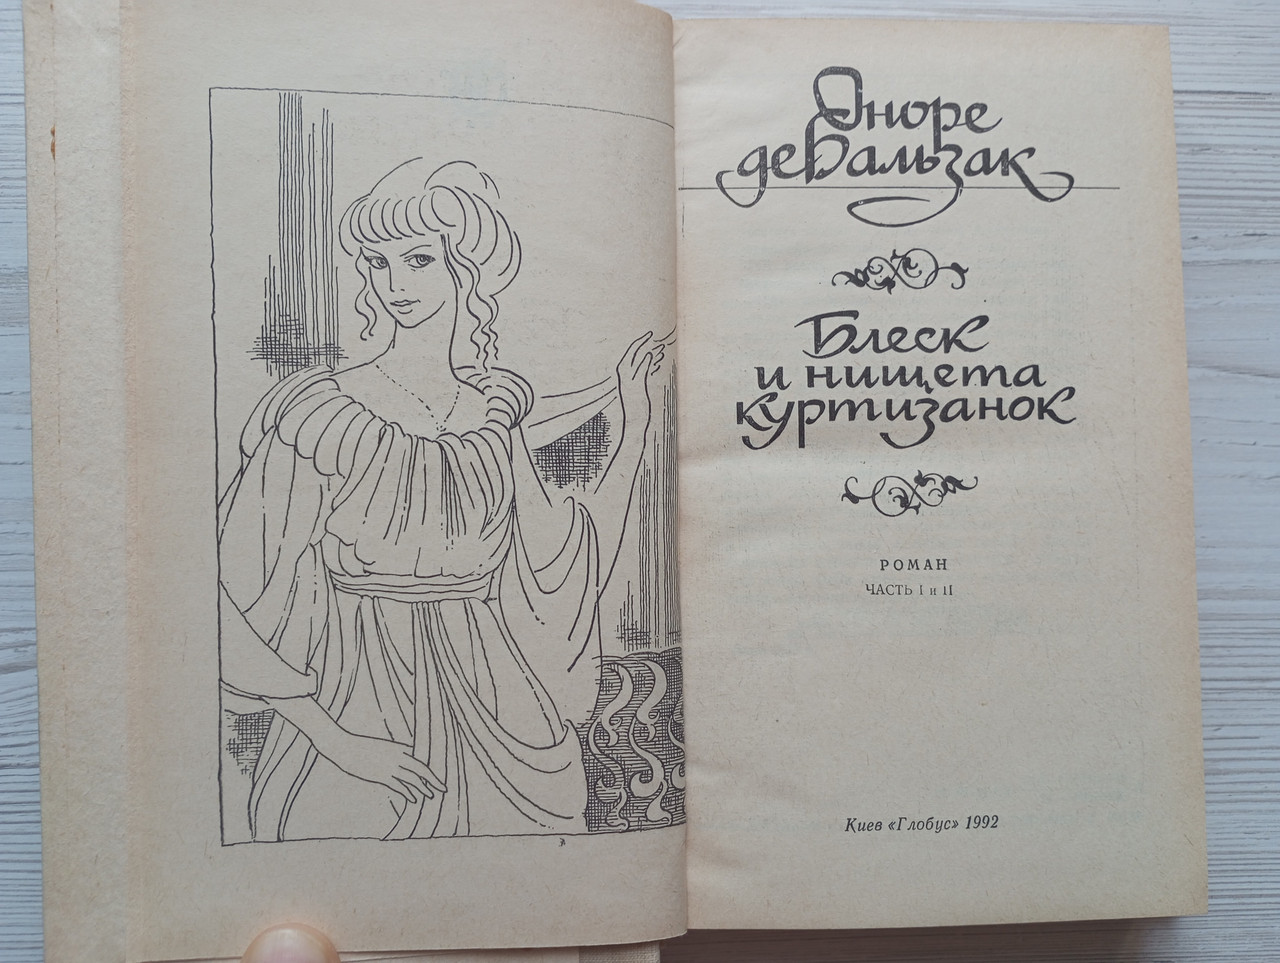 Оноре
де Бальзак
Блеск
и нищета
куртизанок
РОМАН
ЧАСТЬ I и II
Киев «Глобус» 1992